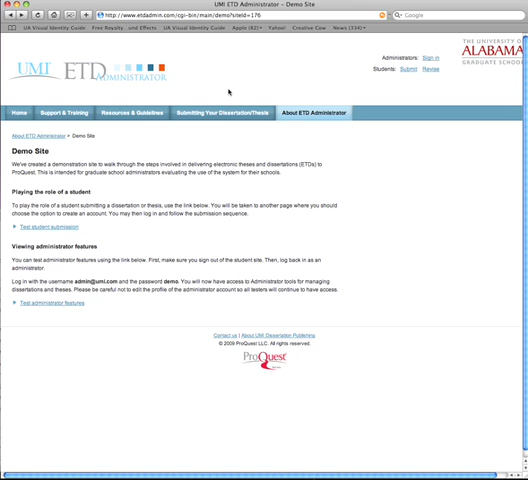 UMI ETD Administrator – Demo Site
http://www.etdadmin.com/cgi-bin/main/demo?siteId=176
Google
UA Visual Identity Guide
Free Royalty...und Effects
UA Visual Identity Guide
Apple (82)
Yahoo!
Creative Cow
News (334)
THE UNIVERSITY OF
ALABAMA
GRADUATE SCHOOL
UMI ETD ADMINISTRATOR
Administrators: Sign in
Students: Submit Revise
Home
Support & Training
Resources & Guidelines
Submitting Your Dissertation/Thesis
About ETD Administrator
About ETD Administrator > Demo Site
Demo Site
We've created a demonstration site to walk through the steps involved in delivering electronic theses and dissertations (ETDs) to
ProQuest. This is intended for graduate school administrators evaluating the use of the system for their schools.
Playing the role of a student
To play the role of a student submitting a dissertation or thesis, use the link below. You will be taken to another page where you should
choose the option to create an account. You may then log in and follow the submission sequence.
Test student submission
Viewing administrator features
You can test administrator features using the link below. First, make sure you sign out of the student site. Then, log back in as an
administrator.
Log in with the username admin@umi.com and the password demo. You will now have access to Administrator tools for managing
dissertations and theses. Please be careful not to edit the profile of the administrator account so all testers will continue to have access.
Test administrator features
Contact us | About UMI Dissertation Publishing
© 2009 ProQuest LLC. All rights reserved.
ProQuest